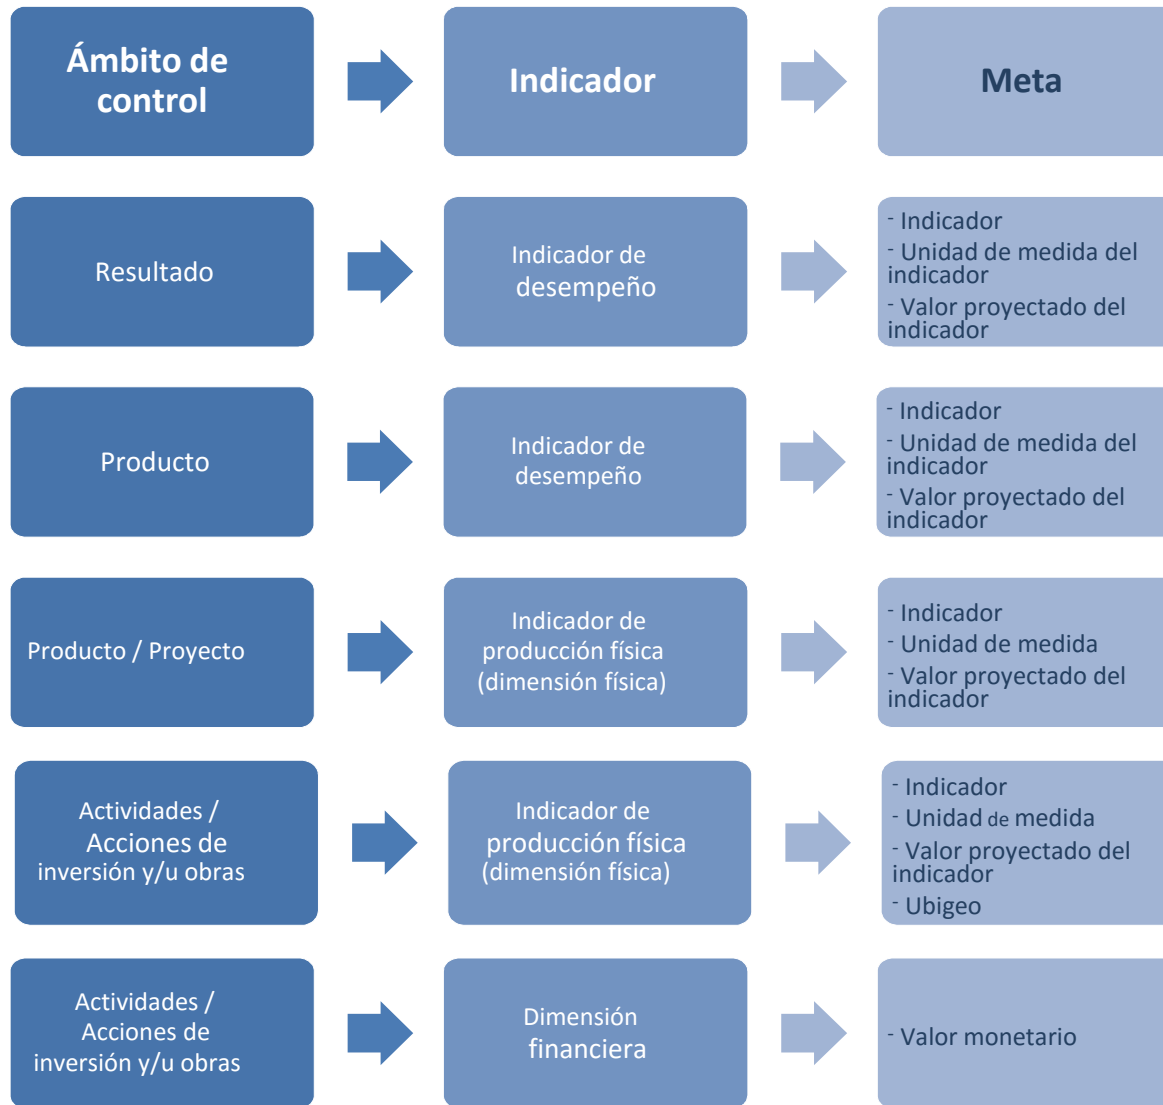 Ámbito de
control
Indicador
Meta
Resultado
Indicador de
desempeño
- Indicador
- Unidad de medida del
indicador
- Valor proyectado del
indicador
Producto
Indicador de
desempeño
- Indicador
- Unidad de medida del
indicador
- Valor proyectado del
indicador
Producto / Proyecto
Indicador de
producción física
(dimensión física)
- Indicador
- Unidad de medida
- Valor proyectado del
indicador
Actividades /
Acciones de
inversión y/u obras
Indicador de
producción física
(dimensión física)
- Indicador
- Unidad de medida
- Valor proyectado del
indicador
- Ubigeo
Actividades /
Acciones de
inversión y/u obras
Dimensión
financiera
- Valor monetario